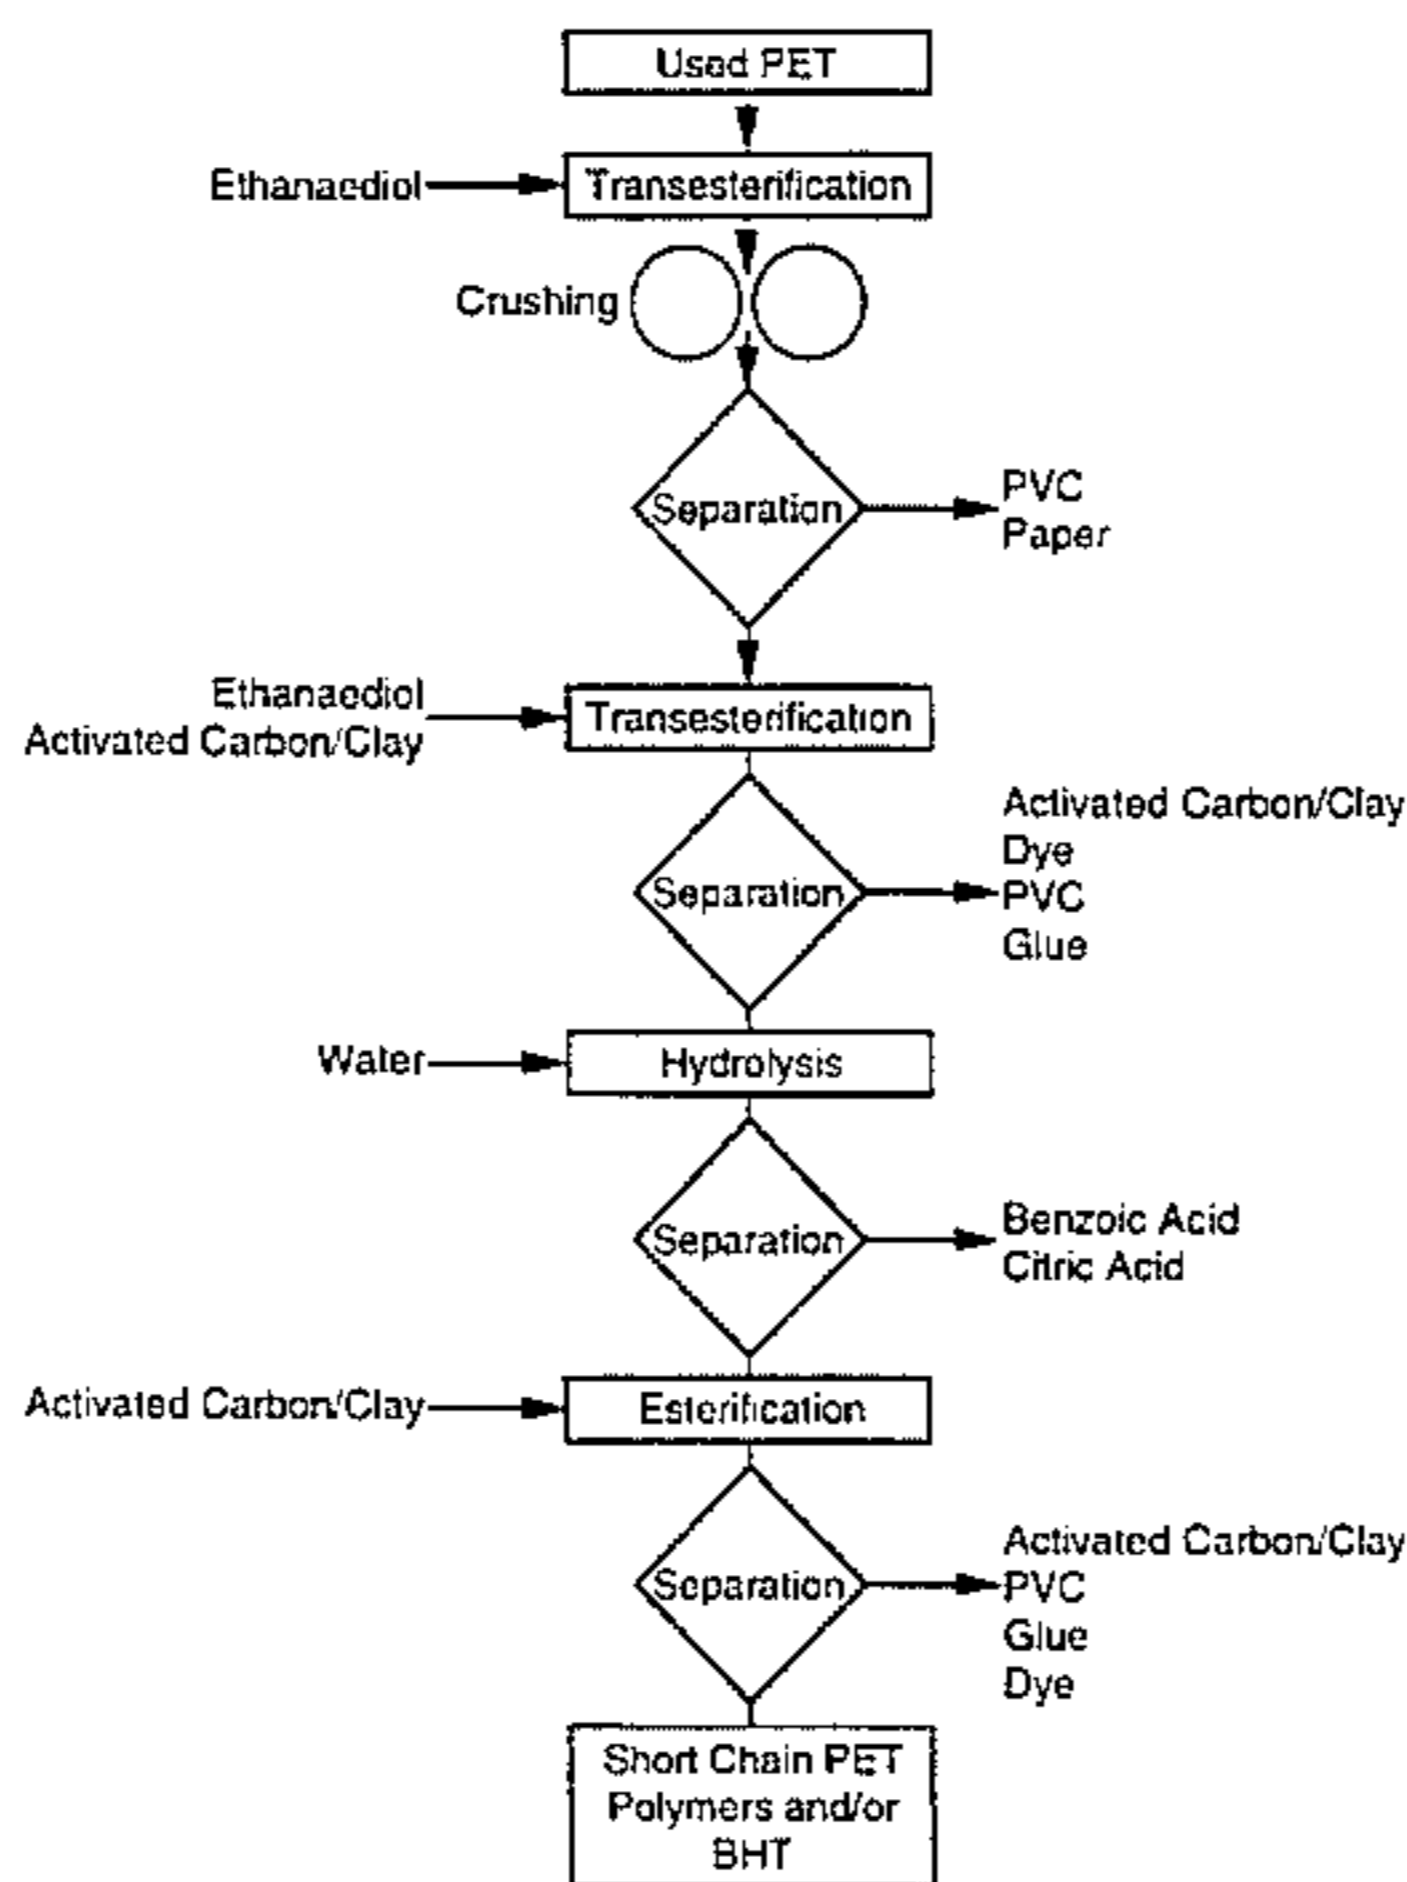 Used PET
Ethanaediol
Transesterification
Crushing
Separation
PVC
Paper
Ethanaediol
Activated Carbon/Clay
Transesterification
Separation
Activated Carbon/Clay
Dye
PVC
Glue
Water
Hydrolysis
Separation
Benzoic Acid
Citric Acid
Activated Carbon/Clay
Esterification
Separation
Activated Carbon/Clay
PVC
Glue
Dye
Short Chain PET
Polymers and/or
BHT